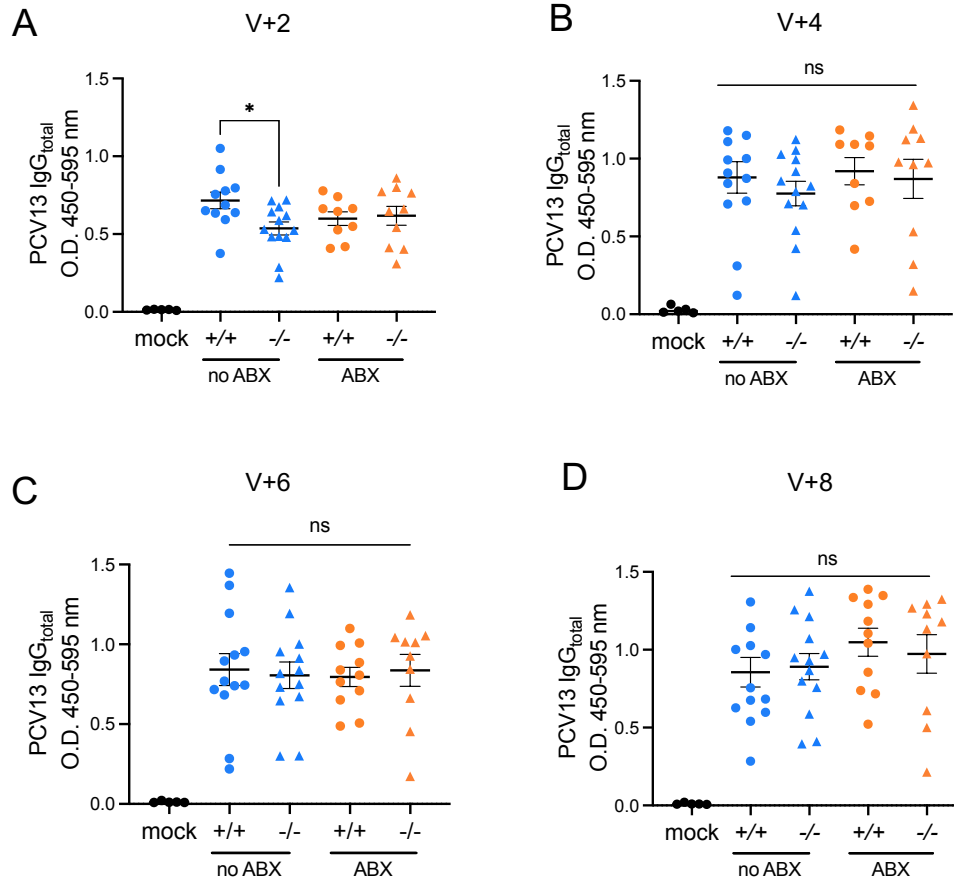 A
V+2
PCV13 IgGtotal
O.D. 450-595 nm
1.5
1.0
0.5
0.0
*
mock
+/+
-/-
+/+
-/-
no ABX
ABX
B
V+4
PCV13 IgGtotal
O.D. 450-595 nm
1.5
1.0
0.5
0.0
ns
mock
+/+
-/-
+/+
-/-
no ABX
ABX
C
V+6
PCV13 IgGtotal
O.D. 450-595 nm
1.5
1.0
0.5
0.0
ns
mock
+/+
-/-
+/+
-/-
no ABX
ABX
D
V+8
PCV13 IgGtotal
O.D. 450-595 nm
1.5
1.0
0.5
0.0
ns
mock
+/+
-/-
+/+
-/-
no ABX
ABX